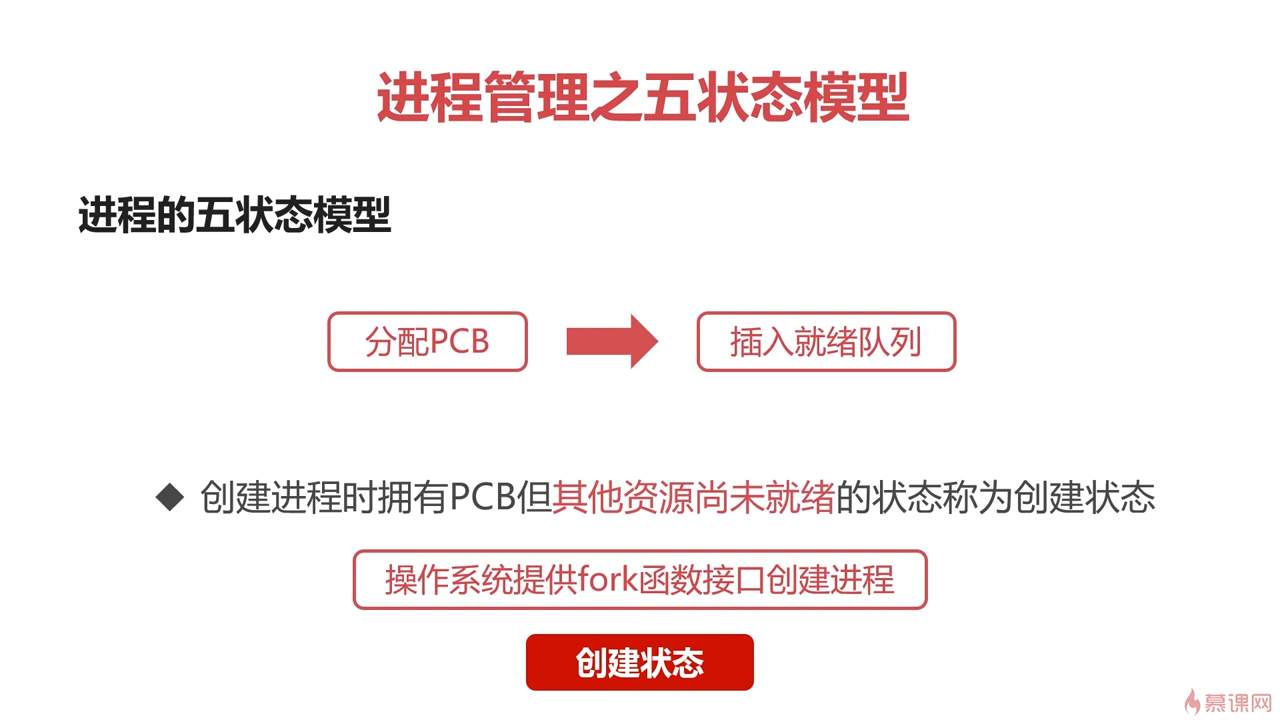 进程管理之五状态模型
进程的五状态模型
分配PCB
插入就绪队列
创建进程时拥有PCB但其他资源尚未就绪的状态称为创建状态
操作系统提供fork函数接口创建进程
创建状态
慕课网